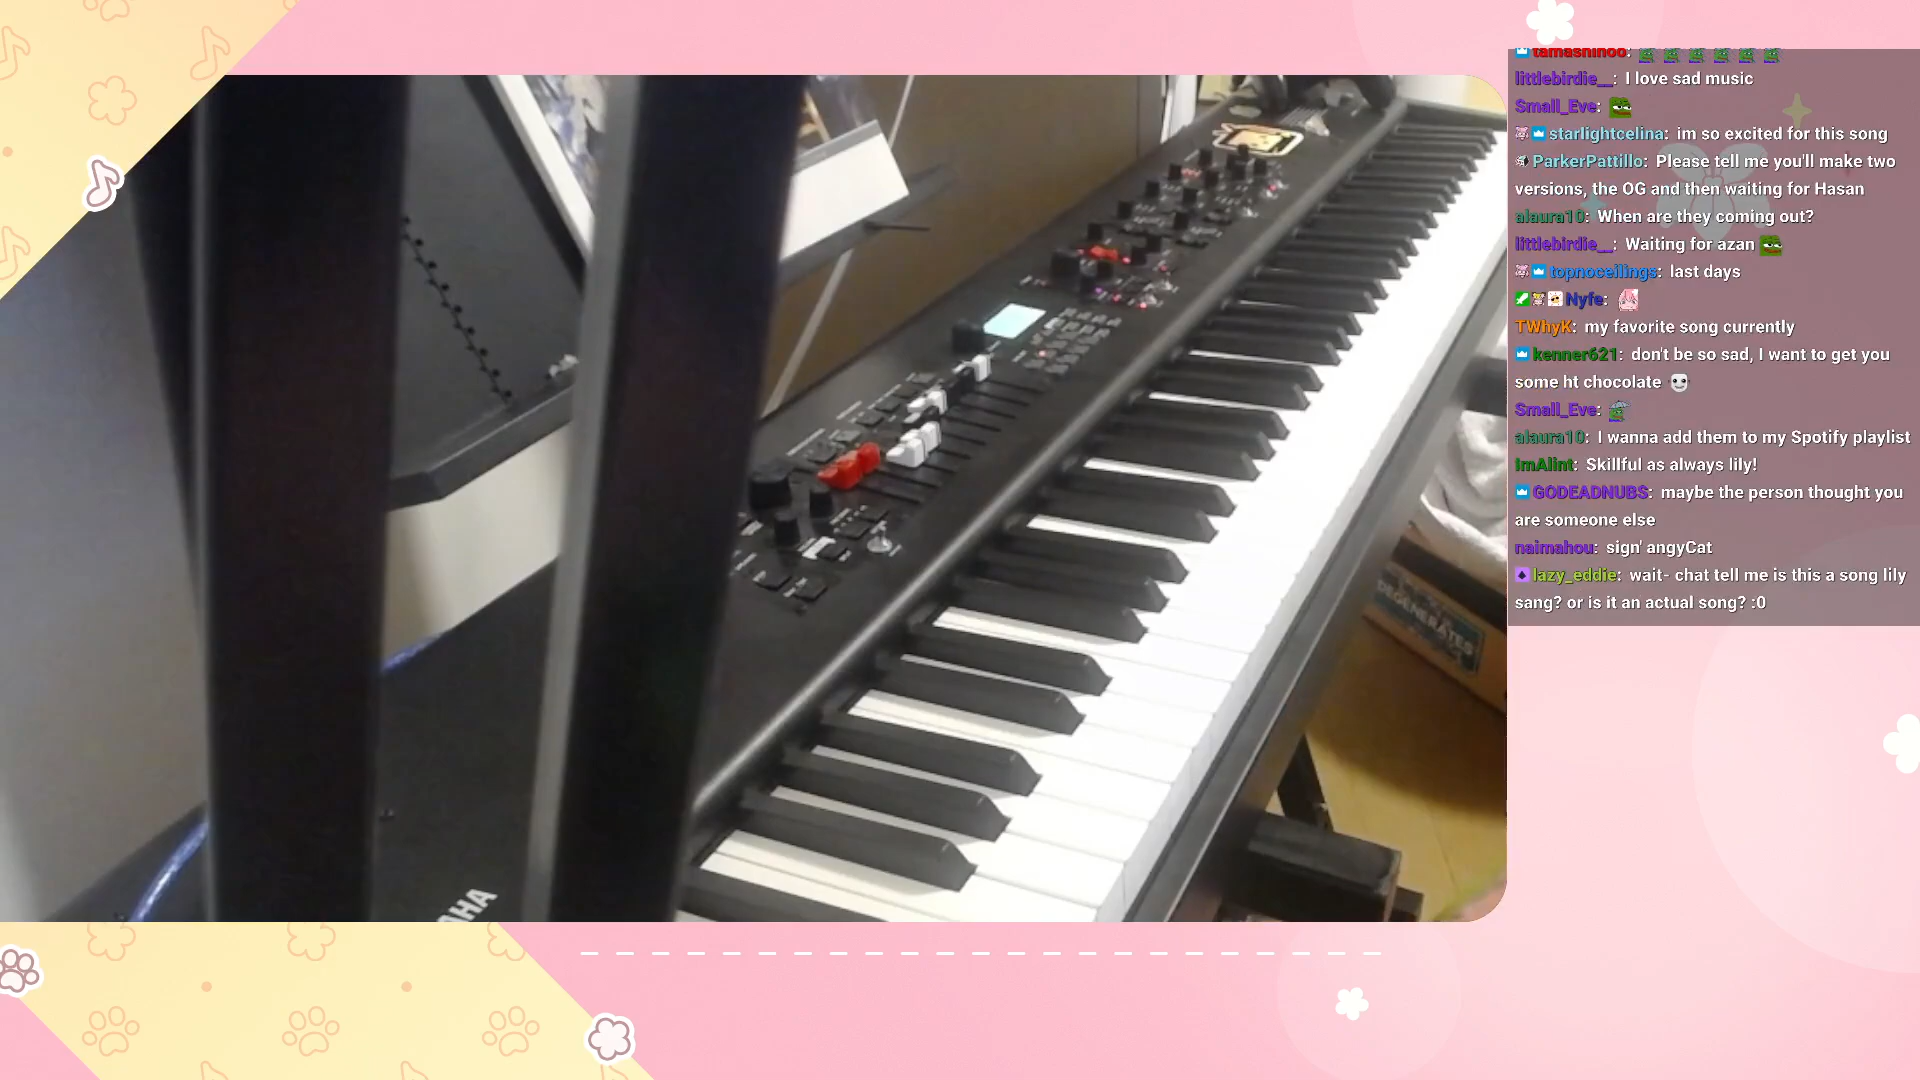 tamashinoo:
littlebirdie__: I love sad music
Small_Eve:
starlightcelina: im so excited for this song
ParkerPattillo: Please tell me you'll make two
versions, the OG and then waiting for Hasan
alaura10: When are they coming out?
littlebirdie__: Waiting for azan
topnoceilings: last days
Nyfe:
TWhyK: my favorite song currently
kenner621: don't be so sad, I want to get you
some ht chocolate
Small_Eve:
alaura10: I wanna add them to my Spotify playlist
ImAlint: Skillful as always lily!
GODEADNUBS: maybe the person thought you
are someone else
naimahou: sign' angyCat
lazy_eddie: wait- chat tell me is this a song lily
sang? or is it an actual song? :0
DEGENERATES
AHA